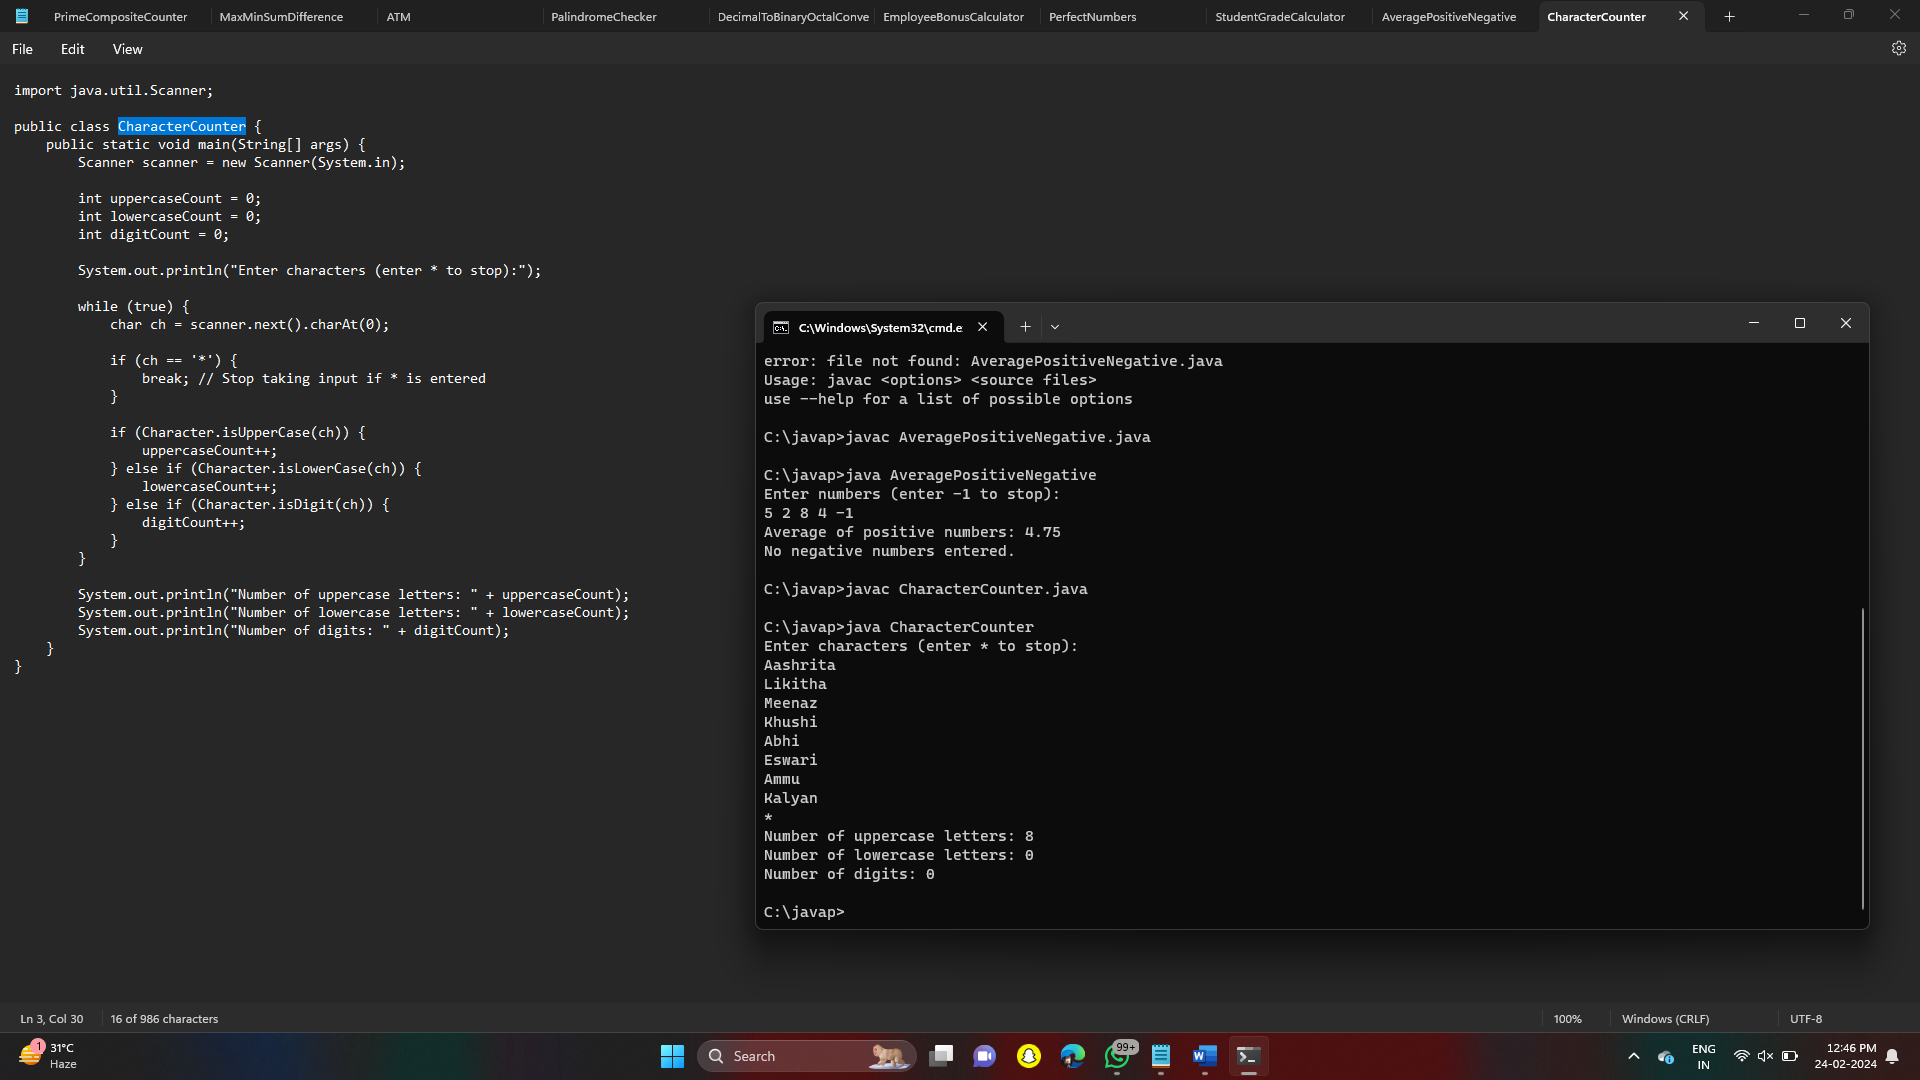 PrimeCompositeCounter MaxMinSumDifference ATM PalindromeChecker DecimalToBinaryOctalConve EmployeeBonusCalculator PerfectNumbers StudentGradeCalculator AveragePositiveNegative CharacterCounter
File Edit View
import java.util.Scanner;
public class CharacterCounter {
public static void main(String[] args) {
Scanner scanner = new Scanner(System.in);
int uppercaseCount = 0;
int lowercaseCount = 0;
int digitCount = 0;
System.out.println("Enter characters (enter * to stop):");
while (true) {
char ch = scanner.next().charAt(0);
if (ch == '*') {
break; // Stop taking input if * is entered
}
if (Character.isUpperCase(ch)) {
uppercaseCount++;
} else if (Character.isLowerCase(ch)) {
lowercaseCount++;
} else if (Character.isDigit(ch)) {
digitCount++;
}
}
System.out.println("Number of uppercase letters: " + uppercaseCount);
System.out.println("Number of lowercase letters: " + lowercaseCount);
System.out.println("Number of digits: " + digitCount);
}
}
C:\Windows\System32\cmd.e
error: file not found: AveragePositiveNegative.java
Usage: javac <options> <source files>
use --help for a list of possible options
C:\javap>javac AveragePositiveNegative.java
C:\javap>java AveragePositiveNegative
Enter numbers (enter -1 to stop):
5 2 8 4 -1
Average of positive numbers: 4.75
No negative numbers entered.
C:\javap>javac CharacterCounter.java
C:\javap>java CharacterCounter
Enter characters (enter * to stop):
Aashrita
Likitha
Meenaz
Khushi
Abhi
Eswari
Ammu
Kalyan
*
Number of uppercase letters: 8
Number of lowercase letters: 0
Number of digits: 0
C:\javap>
Ln 3, Col 30 16 of 986 characters 100% Windows (CRLF) UTF-8
1 31°C
Haze
Search
99+
ENG
IN
12:46 PM
24-02-2024